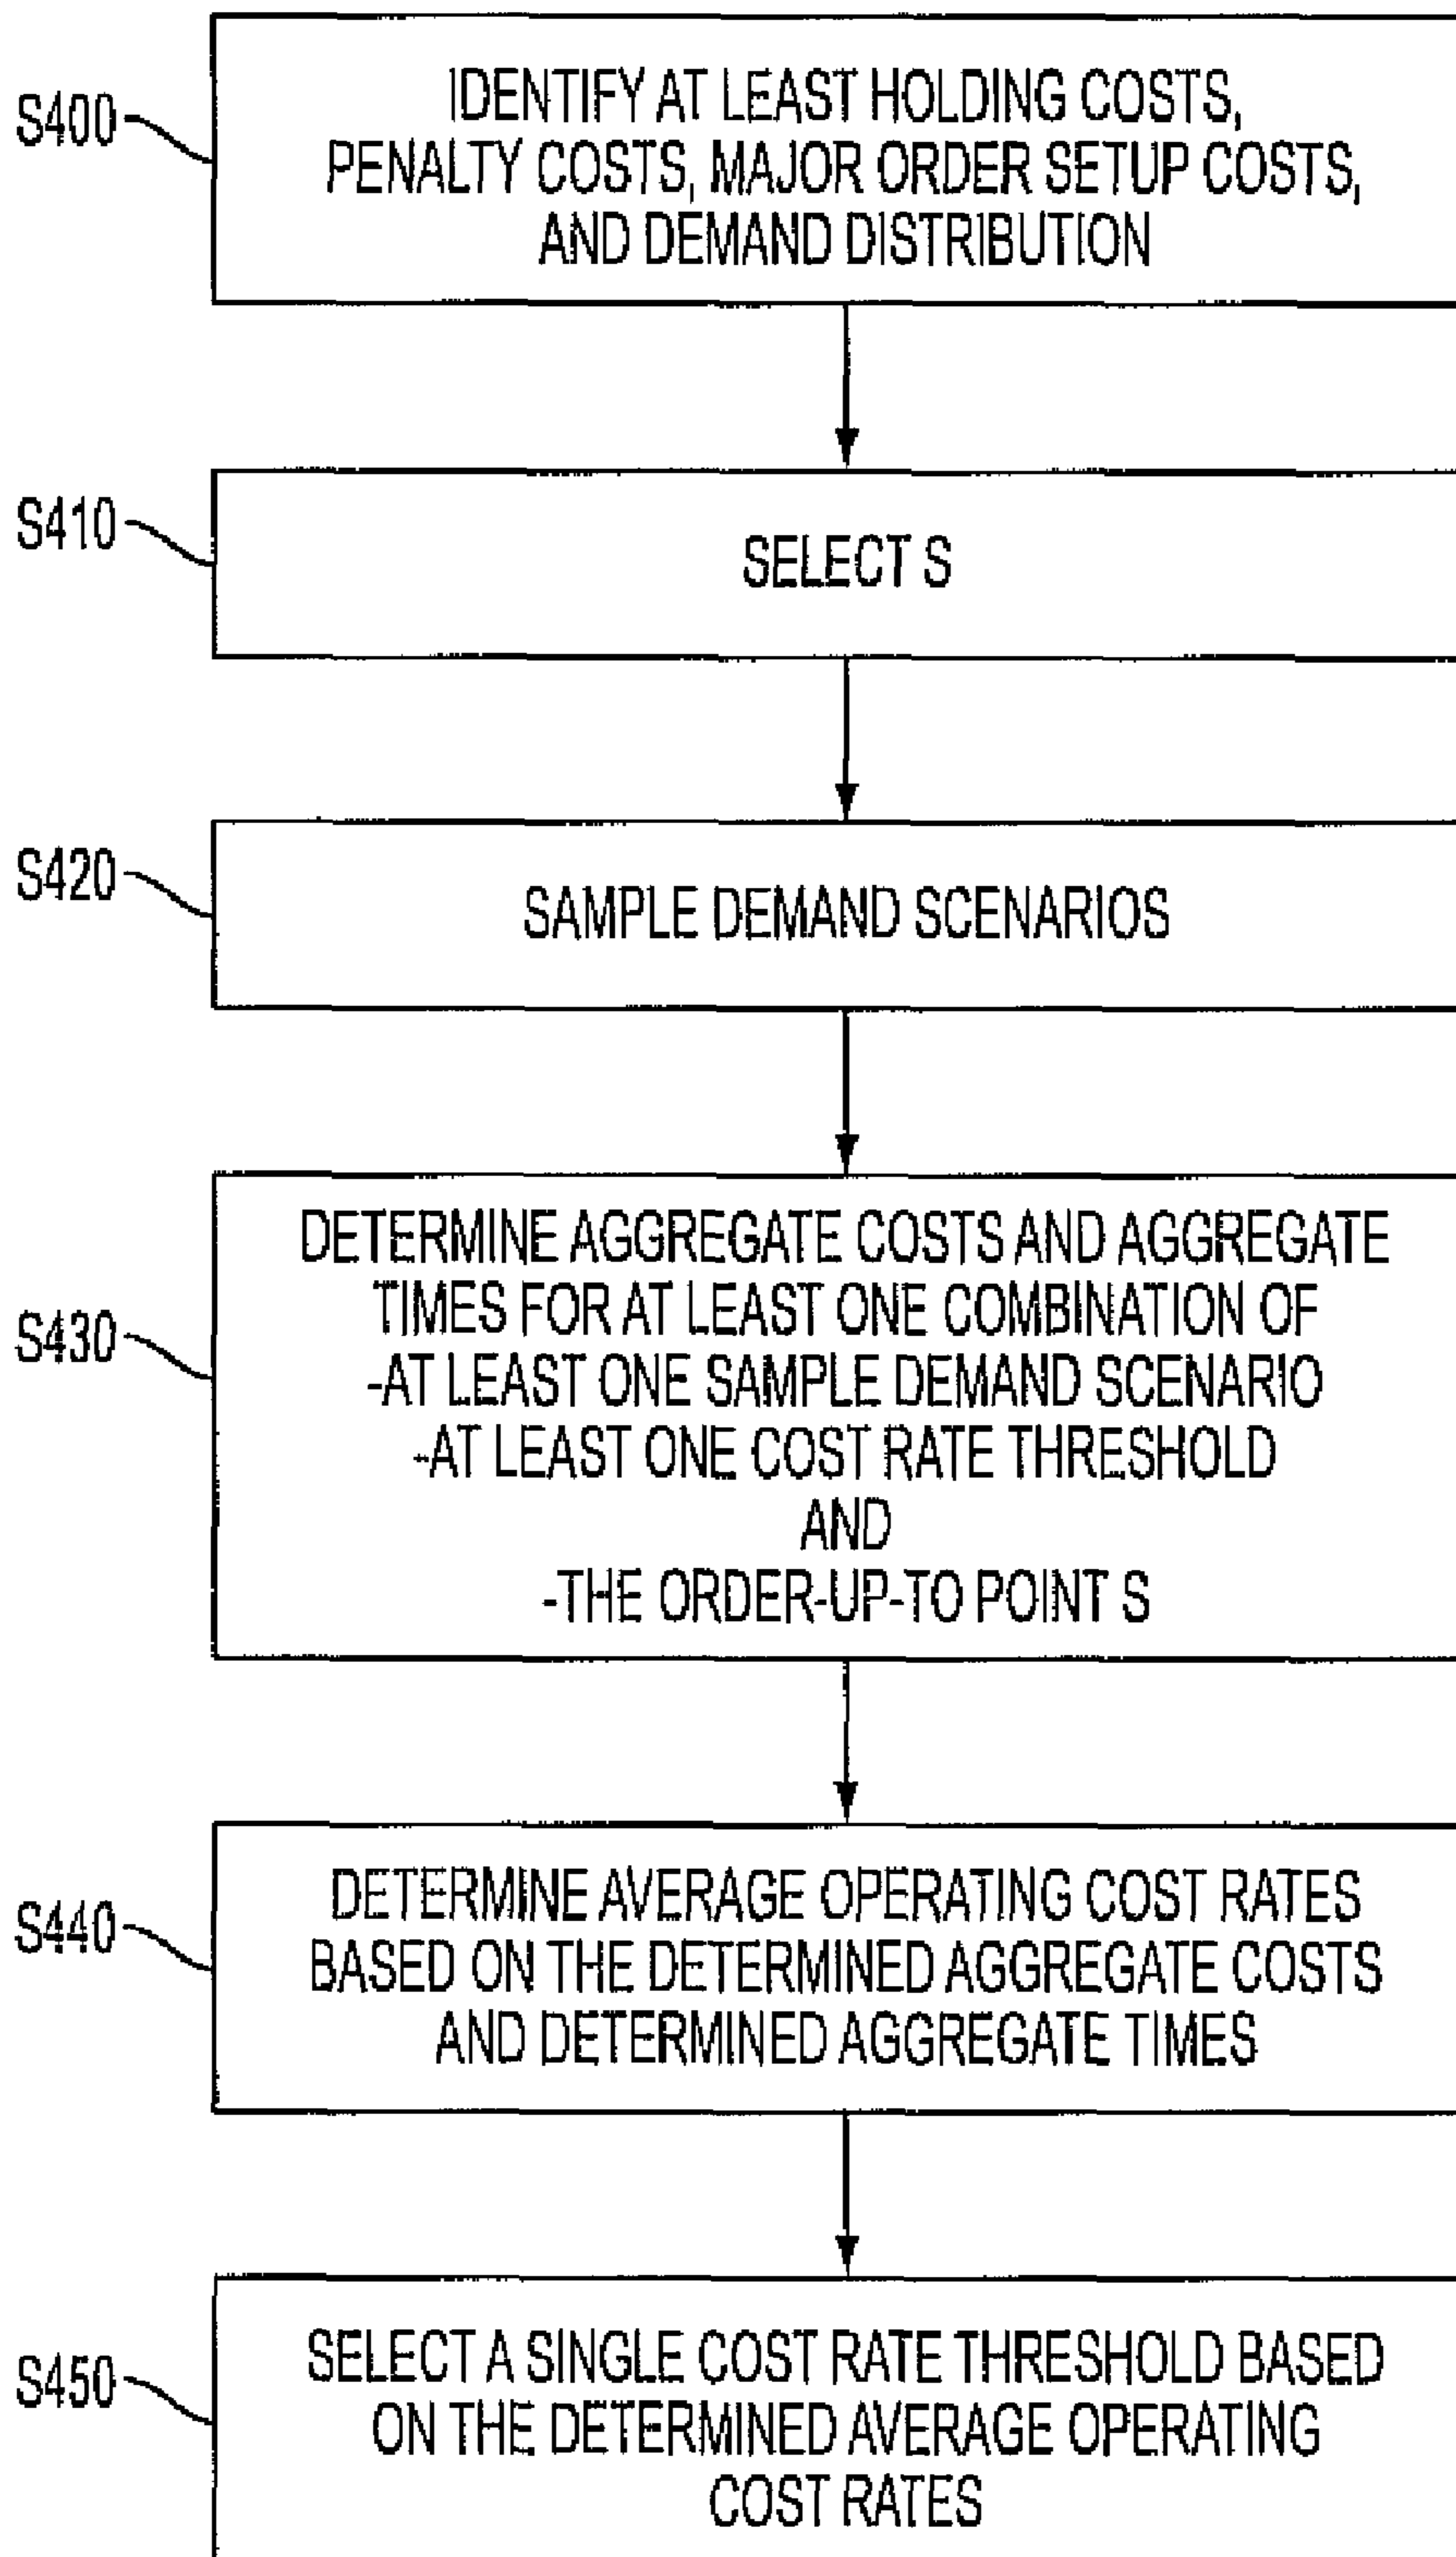 S400
IDENTIFY AT LEAST HOLDING COSTS,
PENALTY COSTS, MAJOR ORDER SETUP COSTS,
AND DEMAND DISTRIBUTION
S410
SELECT S
S420
SAMPLE DEMAND SCENARIOS
S430
DETERMINE AGGREGATE COSTS AND AGGREGATE
TIMES FOR AT LEAST ONE COMBINATION OF
-AT LEAST ONE SAMPLE DEMAND SCENARIO
-AT LEAST ONE COST RATE THRESHOLD
AND
-THE ORDER-UP-TO POINT S
S440
DETERMINE AVERAGE OPERATING COST RATES
BASED ON THE DETERMINED AGGREGATE COSTS
AND DETERMINED AGGREGATE TIMES
S450
SELECT A SINGLE COST RATE THRESHOLD BASED
ON THE DETERMINED AVERAGE OPERATING
COST RATES